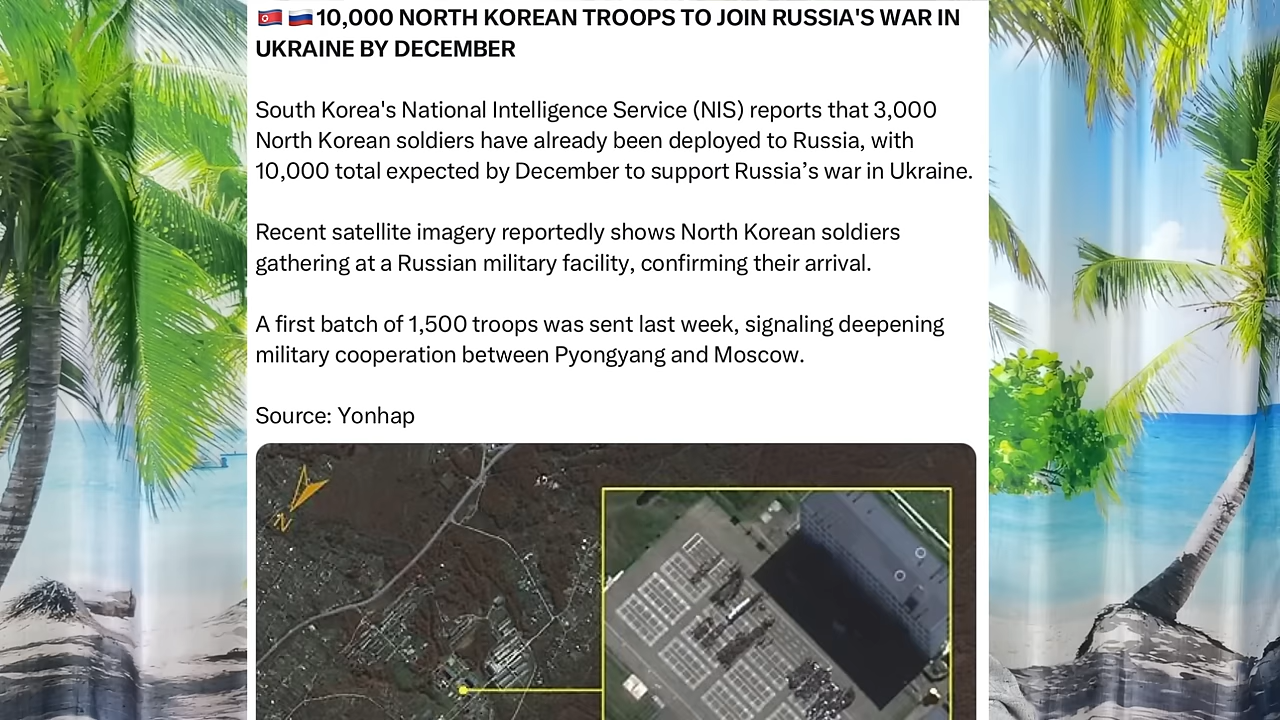 🇰🇵 🇷🇺10,000 NORTH KOREAN TROOPS TO JOIN RUSSIA'S WAR IN
UKRAINE BY DECEMBER
South Korea's National Intelligence Service (NIS) reports that 3,000
North Korean soldiers have already been deployed to Russia, with
10,000 total expected by December to support Russia’s war in Ukraine.
Recent satellite imagery reportedly shows North Korean soldiers
gathering at a Russian military facility, confirming their arrival.
A first batch of 1,500 troops was sent last week, signaling deepening
military cooperation between Pyongyang and Moscow.
Source: Yonhap
N